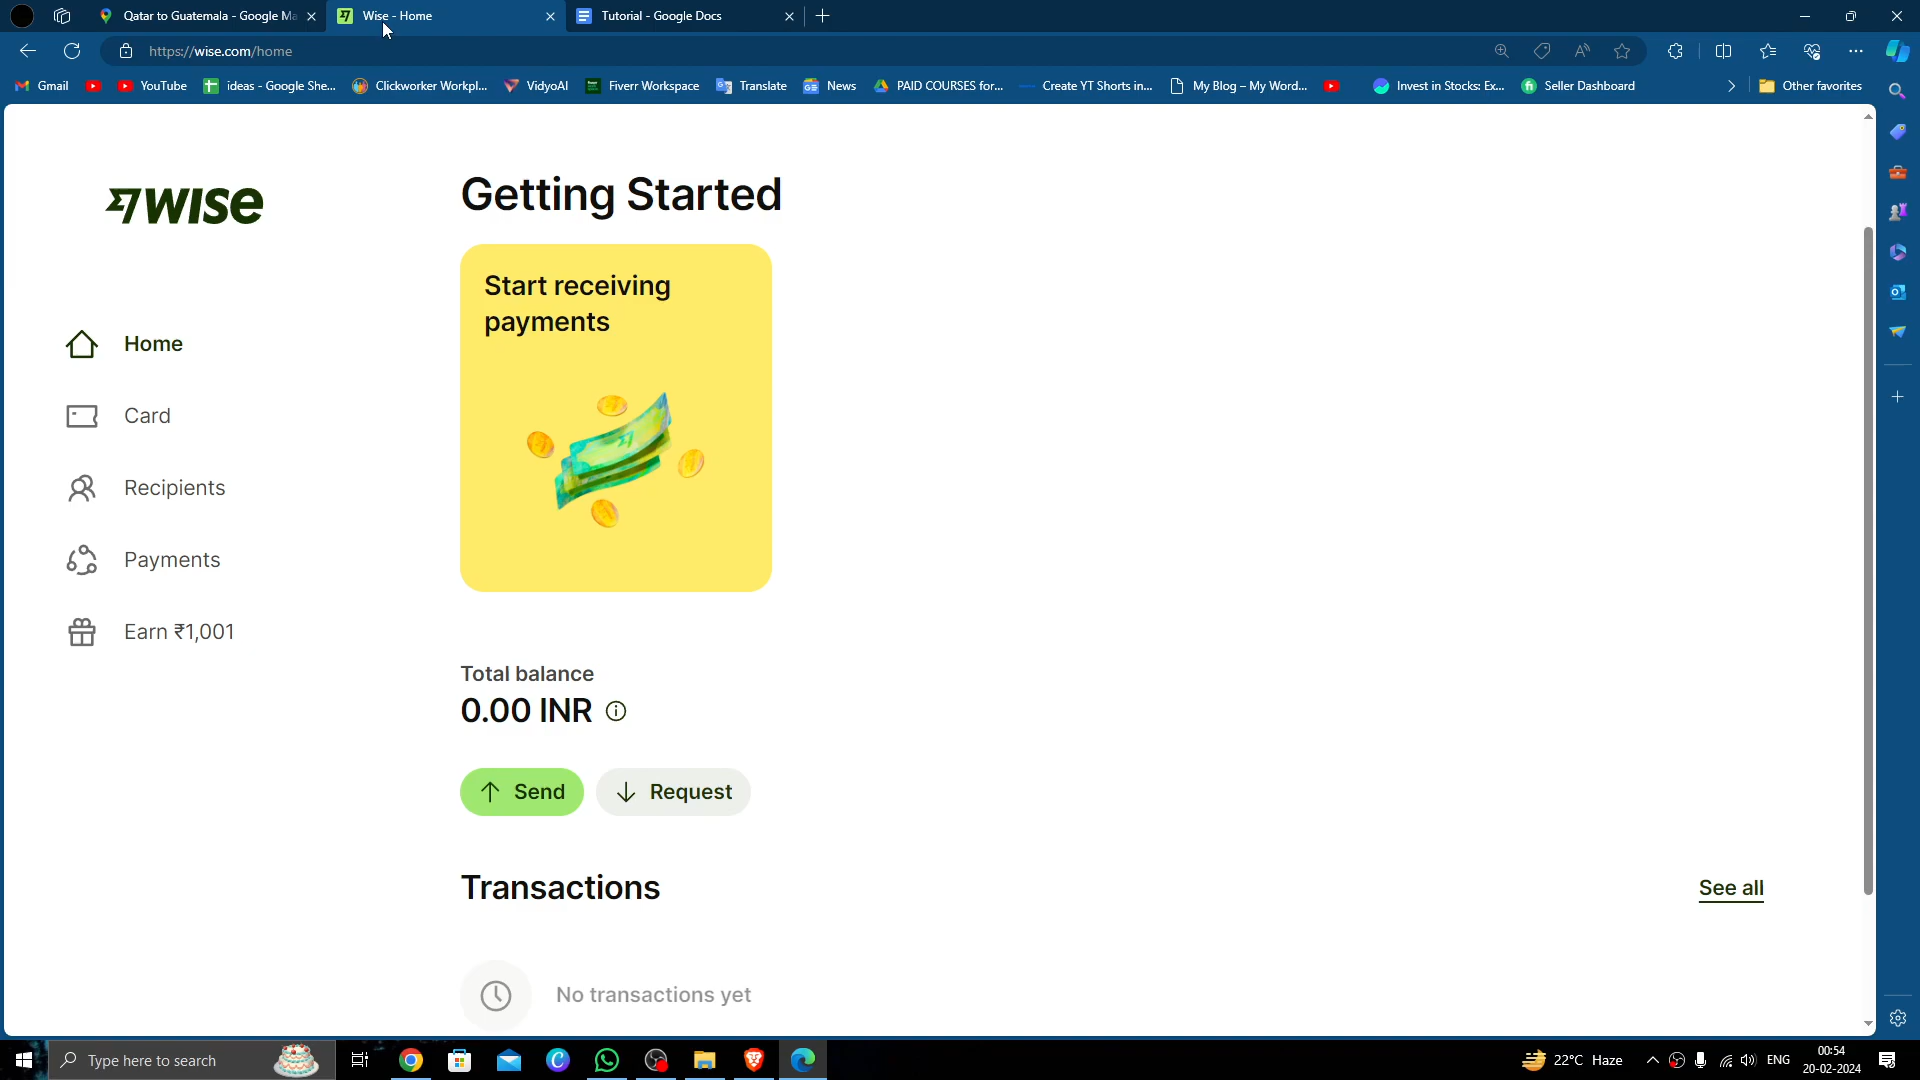 Qatar to Guatemala - Google Ma
Wise - Home
Tutorial - Google Docs
https://wise.com/home
Gmail
YouTube
ideas - Google She...
Clickworker Workpl...
VidyoAI
Fiverr Workspace
Translate
News
PAID COURSES for...
Create YT Shorts in...
My Blog – My Word...
Invest in Stocks: Ex...
Seller Dashboard
Other favorites
WISE
Home
Card
Recipients
Payments
Earn ₹1,001
Getting Started
Start receiving
payments
Total balance
0.00 INR
Send
Request
Transactions
See all
No transactions yet
Type here to search
22°C Haze
ENG
00:54
20-02-2024